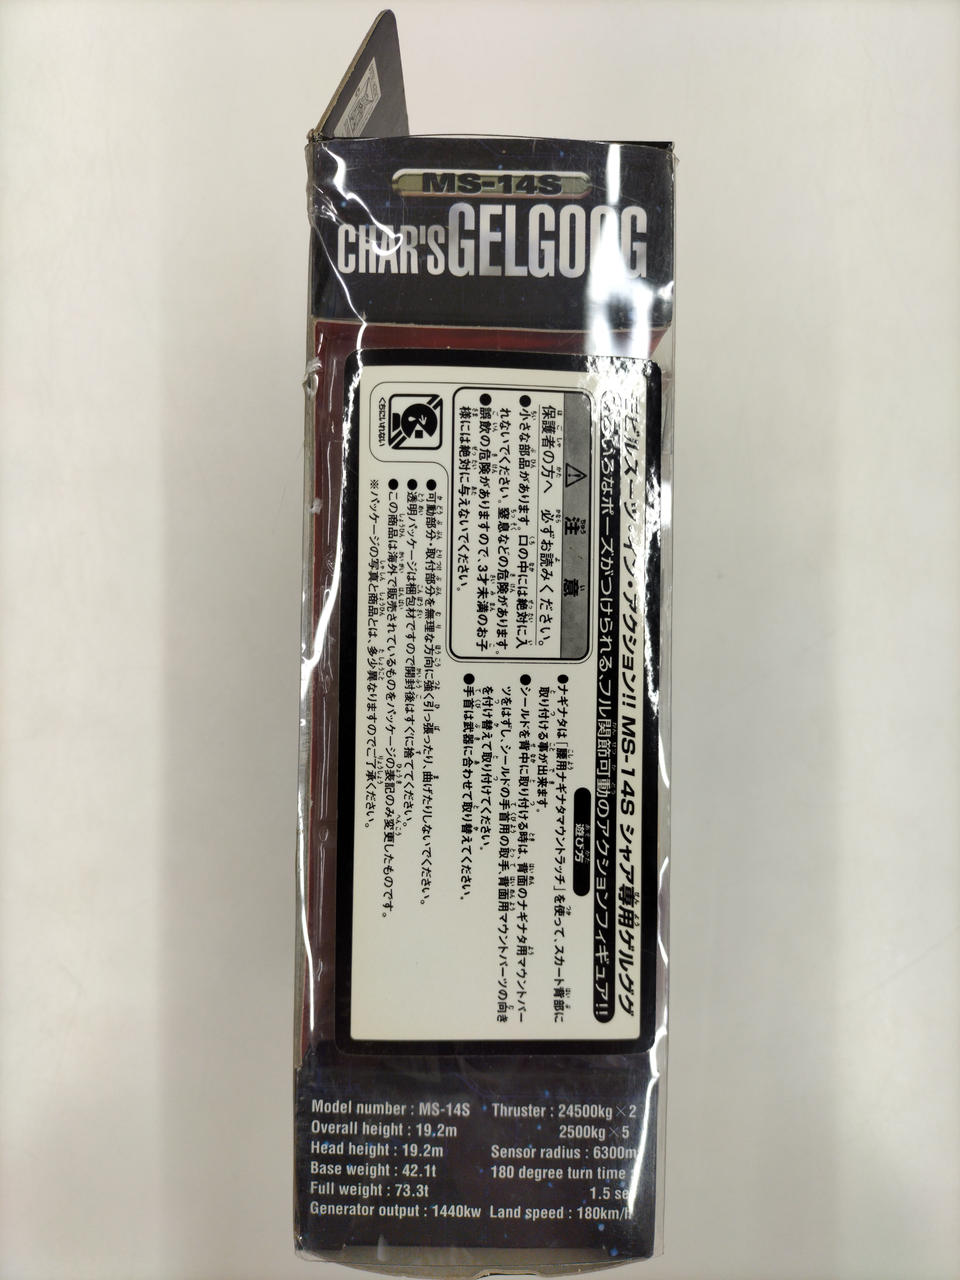 MS-14S
CHAR'S GELGOOG
モビルスーツ・イン・アクション!! MS-14S シャア専用ゲルググ
いろいろなポーズがつけられる、フル関節可動のアクションフィギュア!!
⚠ 注意
保護者の方へ 必ずお読みください。
●小さな部品があります。口の中には絶対に入
れないでください。窒息などの危険があります。
●誤飲の危険がありますので、3才未満のお子
様には絶対に与えないでください。
くちにいれない
●可動部分・取付部分を無理な方向に強く引っ張ったり、曲げたりしないでください。
●透明パッケージは梱包材ですので開封後はすぐに捨ててください。
●この商品は海外で販売されているものをパッケージの表記のみ変更したものです。
※パッケージの写真と商品とは、多少異なりますのでご了承ください。
遊び方
●ナギナタは「腰用ナギナタマウントラッチ」を使って、スカート背部に
取り付ける事が出来ます。
●シールドを背中に取り付ける時は、背面のナギナタ用マウントパー
ツをはずし、シールドの手首用の取手、背面用マウントパーツの向き
を付け替えて取り付けてください。
●手首は武器に合わせて取り替えてください。
Model number : MS-14S
Overall height : 19.2m
Head height : 19.2m
Base weight : 42.1t
Full weight : 73.3t
Generator output : 1440kw
Thruster : 24500kg×2
2500kg×5
Sensor radius : 6300m
180 degree turn time :
1.5 se
Land speed : 180km/h